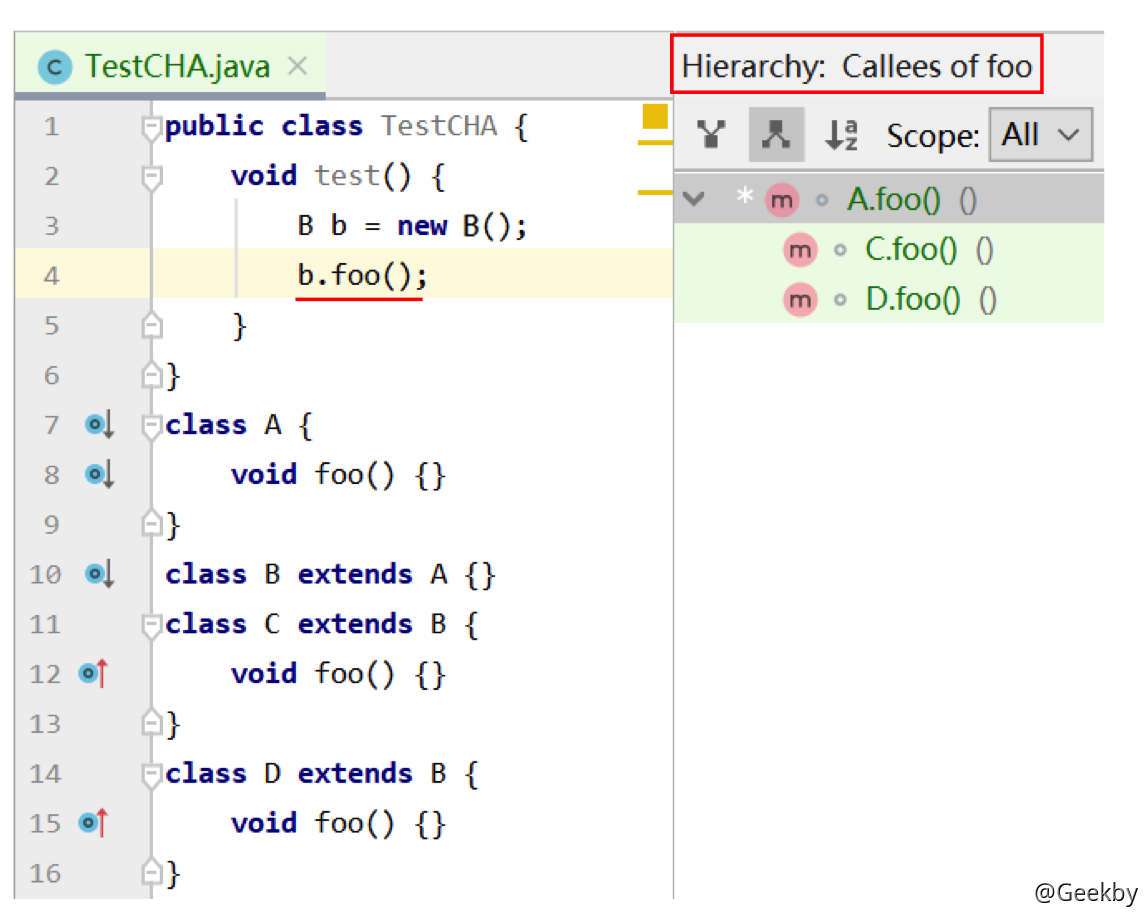 TestCHA.java
1 public class TestCHA {
2 void test() {
3 B b = new B();
4 b.foo();
5 }
6 }
7 class A {
8 void foo() {}
9 }
10 class B extends A {}
11 class C extends B {
12 void foo() {}
13 }
14 class D extends B {
15 void foo() {}
16 }
Hierarchy: Callees of foo
Scope: All
* m A.foo() ()
m C.foo() ()
m D.foo() ()
@Geekby